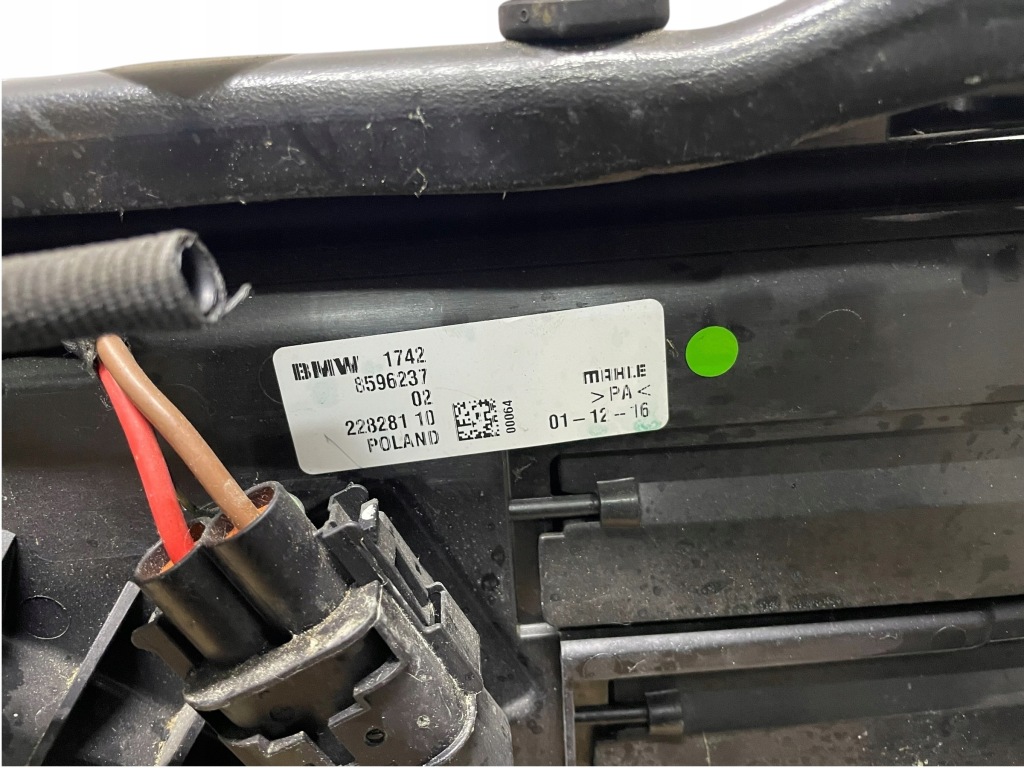 BMW 1742
8596237
02
228281 10
POLAND
00064
MAHLE
>PA<
01-12-16